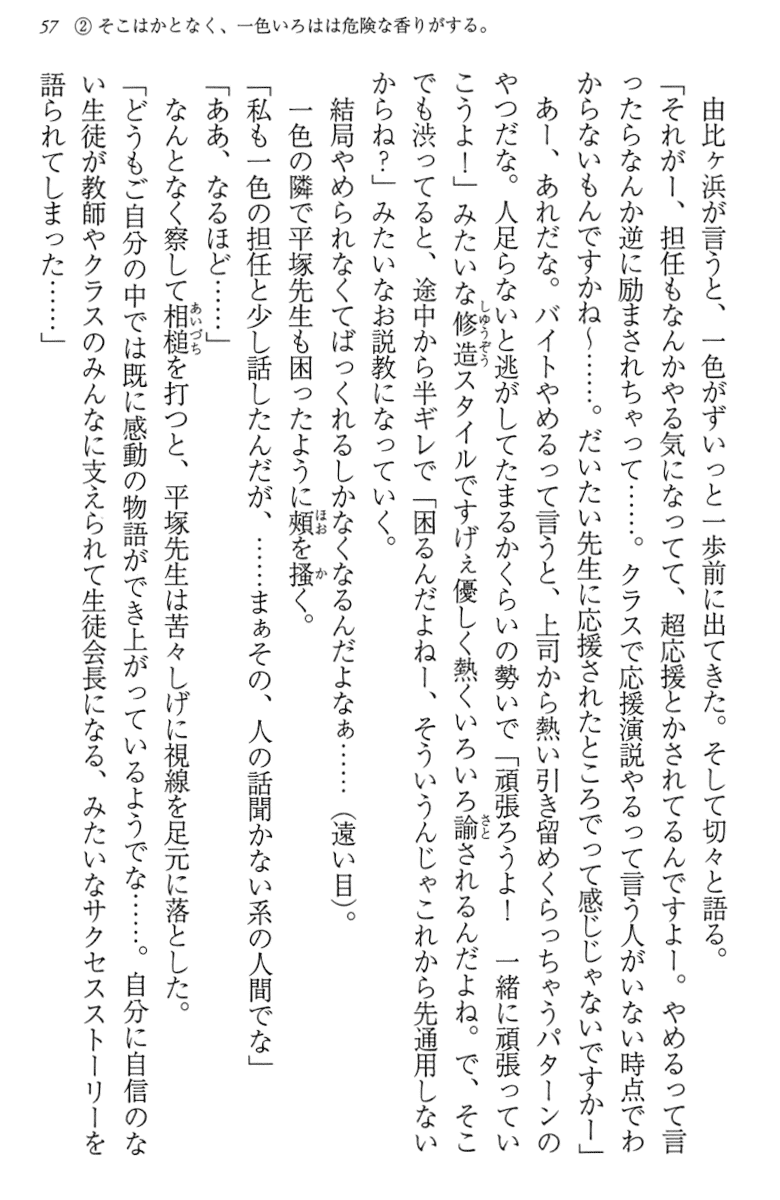 57　② そこはかとなく、一色いろはは危険な香りがする。
　由比ヶ浜が言うと、一色がずいっと一歩前に出てきた。そして切々と語る。
「それがー、担任もなんかやる気になってて、超応援とかされてるんですよー。やめるって言
ったらなんか逆に励まされちゃって……。クラスで応援演説やるって言う人がいない時点でわ
からないもんですかね～……。だいたい先生に応援されたところでって感じじゃないですかー」
　あー、あれだな。バイトやめるって言うと、上司から熱い引き留めくらっちゃうパターンの
やつだな。人足らないと逃がしてたまるかくらいの勢いで「頑張ろうよ！　一緒に頑張ってい
こうよ！」みたいな修造スタイルですげぇ優しく熱くいろいろ諭されるんだよね。で、そこ
でも渋ってると、途中から半ギレで「困るんだよねー、そういうんじゃこれから先通用しない
からね？」みたいなお説教になっていく。
　結局やめられなくてばっくれるしかなくなるんだよなぁ……（遠い目）。
　一色の隣で平塚先生も困ったように頰を搔く。
「私も一色の担任と少し話したんだが、……まぁその、人の話聞かない系の人間でな」
「ああ、なるほど……」
　なんとなく察して相槌を打つと、平塚先生は苦々しげに視線を足元に落とした。
「どうもご自分の中では既に感動の物語ができ上がっているようでな……。自分に自信のな
い生徒が教師やクラスのみんなに支えられて生徒会長になる、みたいなサクセスストーリーを
語られてしまった……」
しゅうぞう
さと
ほお
か
あいづち